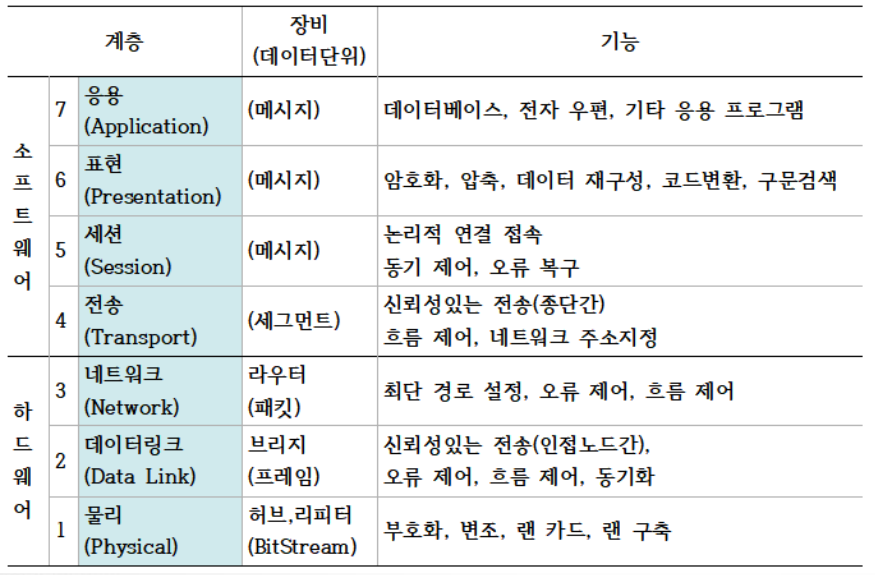 계층 장비 기능
(데이터단위)
소프트웨어
7 응용 (메시지) 데이터베이스, 전자 우편, 기타 응용 프로그램
(Application)
6 표현 (메시지) 암호화, 압축, 데이터 재구성, 코드변환, 구문검색
(Presentation)
5 세션 (메시지) 논리적 연결 접속
(Session) 동기 제어, 오류 복구
4 전송 (세그먼트) 신뢰성있는 전송(종단간)
(Transport) 흐름 제어, 네트워크 주소지정
하드웨어
3 네트워크 라우터 최단 경로 설정, 오류 제어, 흐름 제어
(Network) (패킷)
2 데이터링크 브리지 신뢰성있는 전송(인접노드간),
(Data Link) (프레임) 오류 제어, 흐름 제어, 동기화
1 물리 허브,리피터 부호화, 변조, 랜 카드, 랜 구축
(Physical) (BitStream)